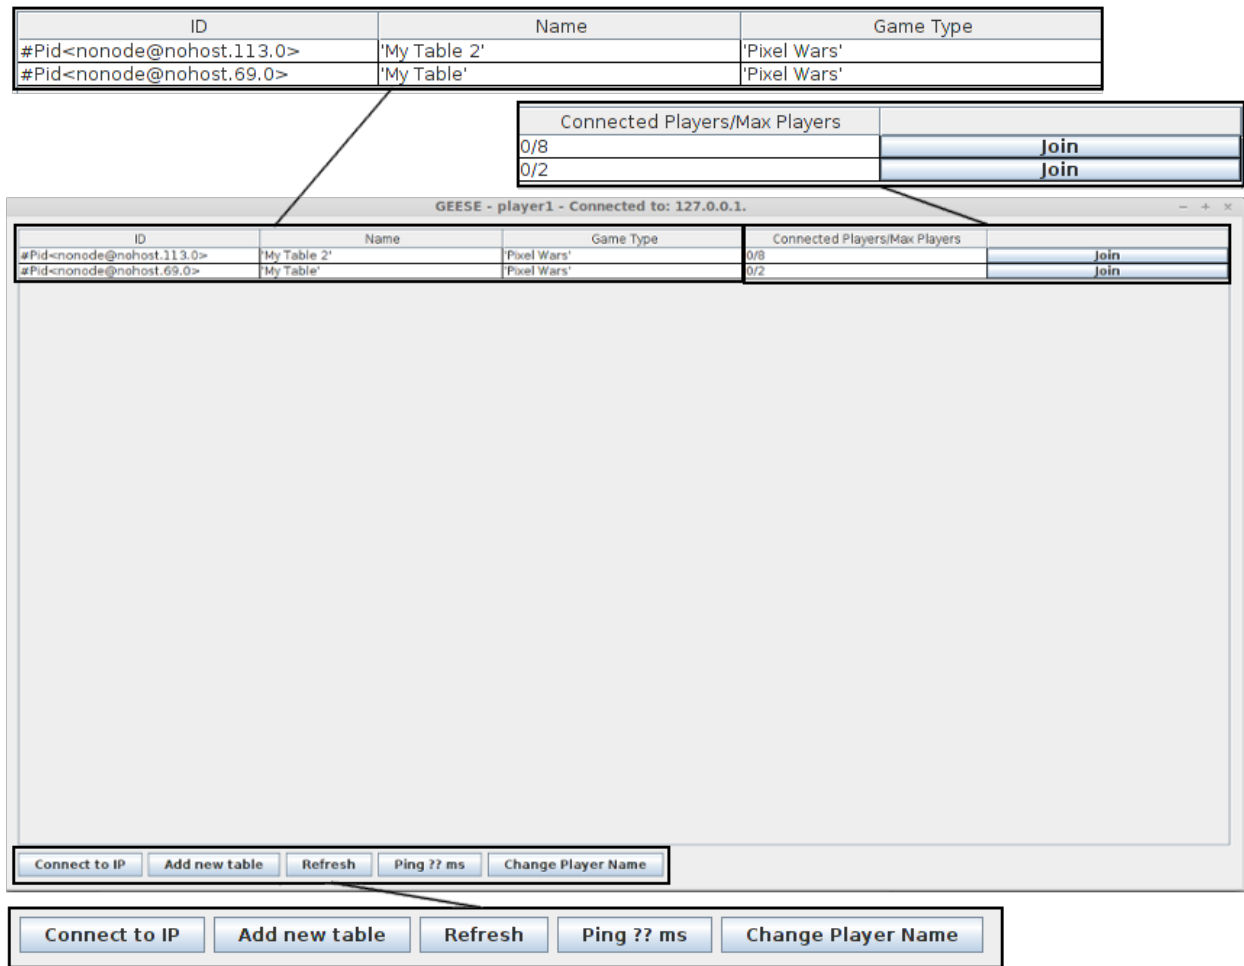 ID Name Game Type
#Pid<nonode@nohost.113.0> 'My Table 2' 'Pixel Wars'
#Pid<nonode@nohost.69.0> 'My Table' 'Pixel Wars'
Connected Players/Max Players
0/8 Join
0/2 Join
GEESE - player1 - Connected to: 127.0.0.1.
ID Name Game Type Connected Players/Max Players
#Pid<nonode@nohost.113.0> 'My Table 2' 'Pixel Wars' 0/8 Join
#Pid<nonode@nohost.69.0> 'My Table' 'Pixel Wars' 0/2 Join
Connect to IP Add new table Refresh Ping ?? ms Change Player Name
Connect to IP Add new table Refresh Ping ?? ms Change Player Name